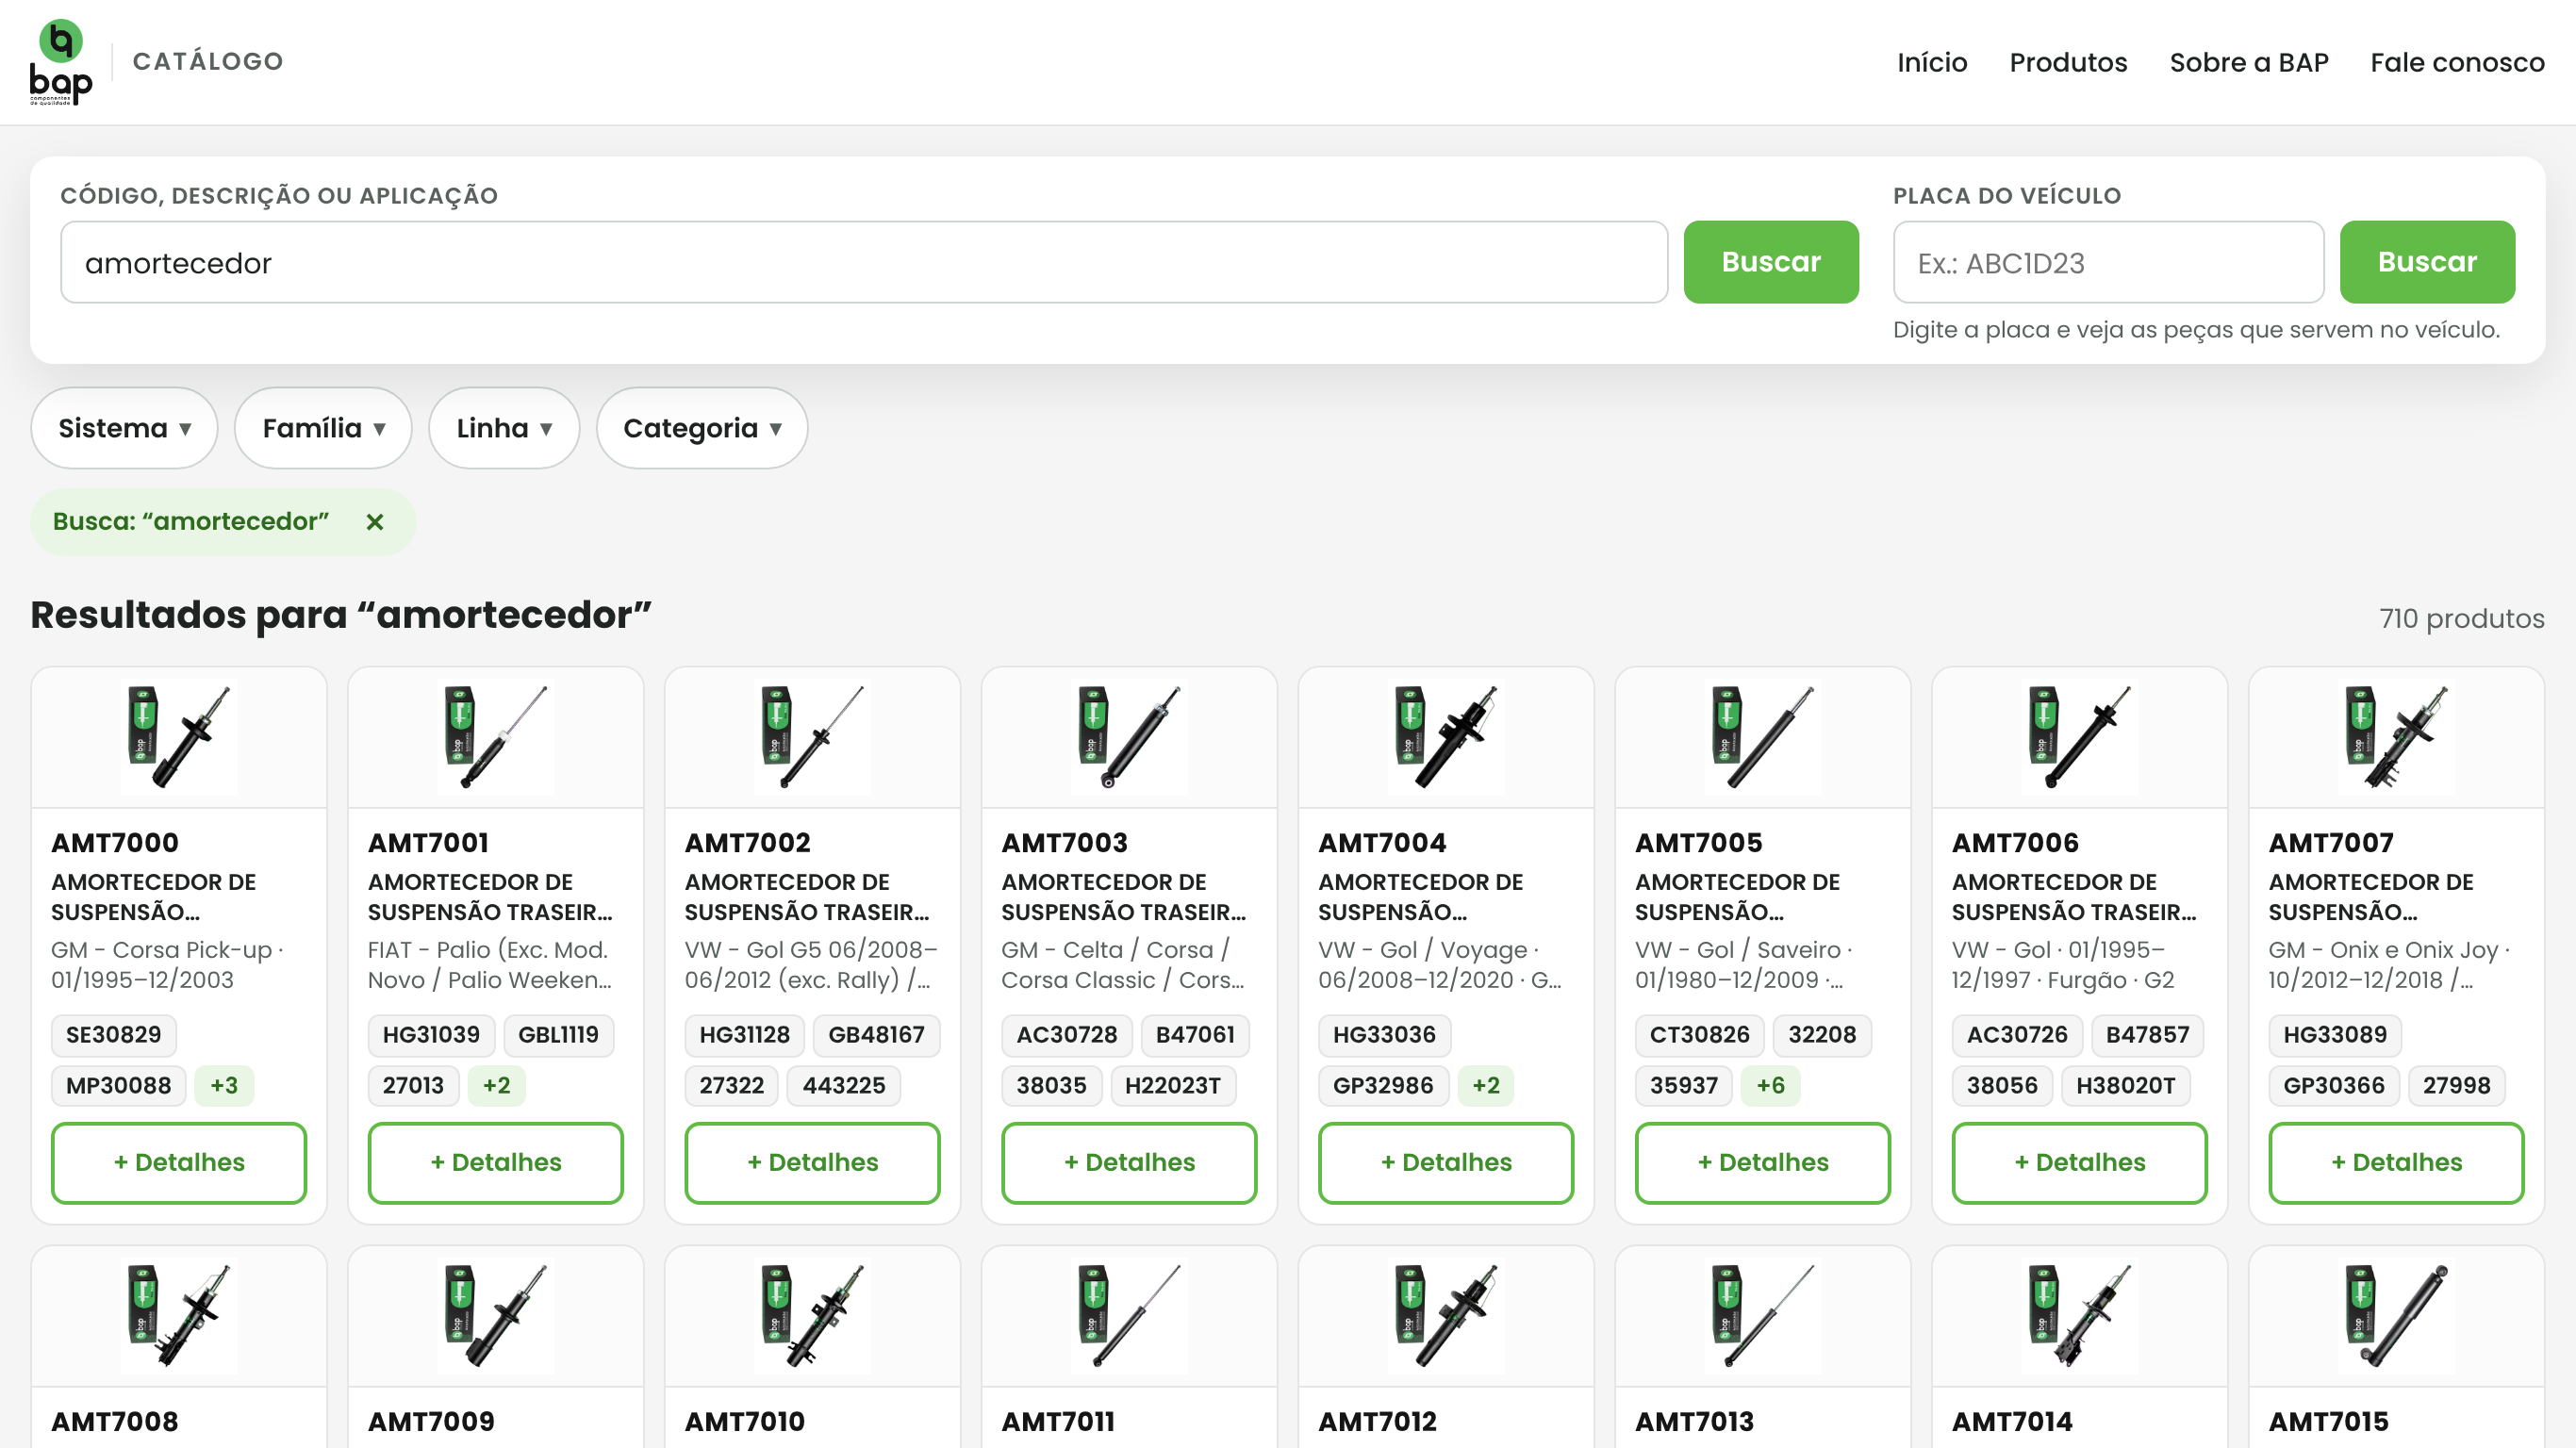 bap
componentes
de qualidade
CATÁLOGO
Início
Produtos
Sobre a BAP
Fale conosco
CÓDIGO, DESCRIÇÃO OU APLICAÇÃO
amortecedor
Buscar
PLACA DO VEÍCULO
Ex.: ABC1D23
Buscar
Digite a placa e veja as peças que servem no veículo.
Sistema ▾
Família ▾
Linha ▾
Categoria ▾
Busca: “amortecedor” ✕
Resultados para “amortecedor”
710 produtos
AMT7000
AMORTECEDOR DE
SUSPENSÃO...
GM - Corsa Pick-up ·
01/1995–12/2003
SE30829
MP30088 +3
+ Detalhes
AMT7001
AMORTECEDOR DE
SUSPENSÃO TRASEIR...
FIAT - Palio (Exc. Mod.
Novo / Palio Weeken...
HG31039 GBL1119
27013 +2
+ Detalhes
AMT7002
AMORTECEDOR DE
SUSPENSÃO TRASEIR...
VW - Gol G5 06/2008–
06/2012 (exc. Rally) /...
HG31128 GB48167
27322 443225
+ Detalhes
AMT7003
AMORTECEDOR DE
SUSPENSÃO TRASEIR...
GM - Celta / Corsa /
Corsa Classic / Cors...
AC30728 B47061
38035 H22023T
+ Detalhes
AMT7004
AMORTECEDOR DE
SUSPENSÃO...
VW - Gol / Voyage ·
06/2008–12/2020 · G...
HG33036
GP32986 +2
+ Detalhes
AMT7005
AMORTECEDOR DE
SUSPENSÃO...
VW - Gol / Saveiro ·
01/1980–12/2009 ·...
CT30826 32208
35937 +6
+ Detalhes
AMT7006
AMORTECEDOR DE
SUSPENSÃO TRASEIR...
VW - Gol · 01/1995–
12/1997 · Furgão · G2
AC30726 B47857
38056 H38020T
+ Detalhes
AMT7007
AMORTECEDOR DE
SUSPENSÃO...
GM - Onix e Onix Joy ·
10/2012–12/2018 /...
HG33089
GP30366 27998
+ Detalhes
AMT7008
AMT7009
AMT7010
AMT7011
AMT7012
AMT7013
AMT7014
AMT7015